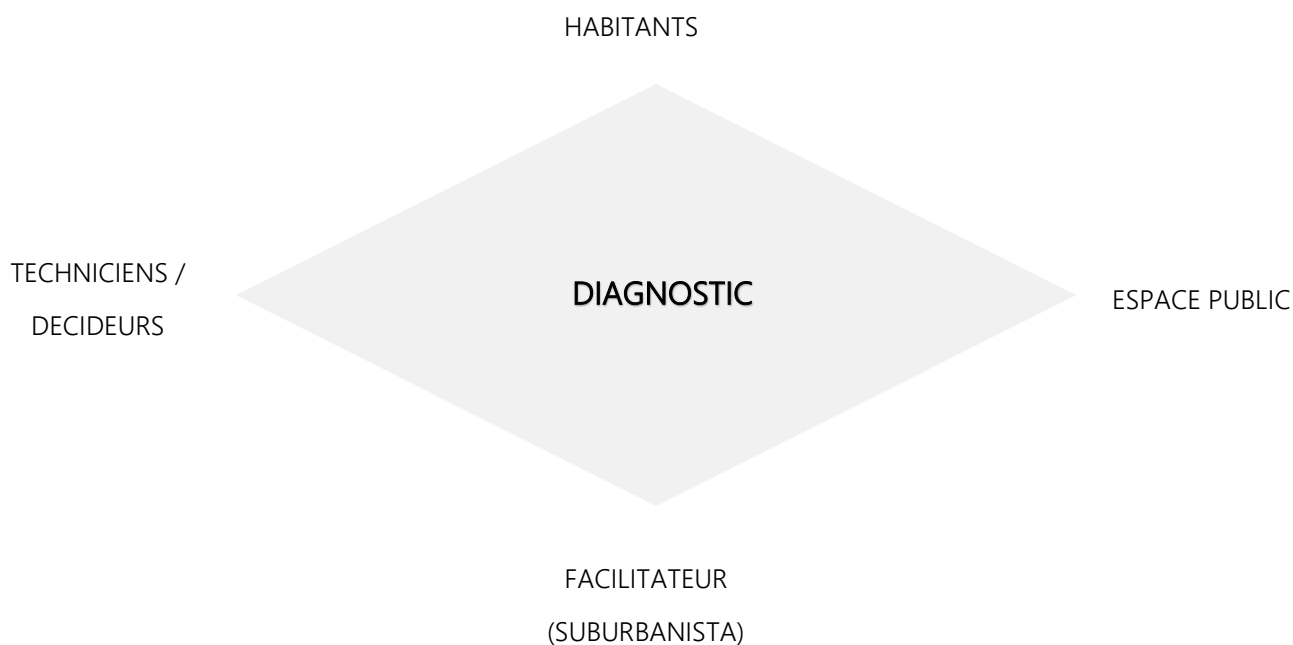 HABITANTS
TECHNICIENS /
DECIDEURS
DIAGNOSTIC
ESPACE PUBLIC
FACILITATEUR
(SUBURBANISTA)